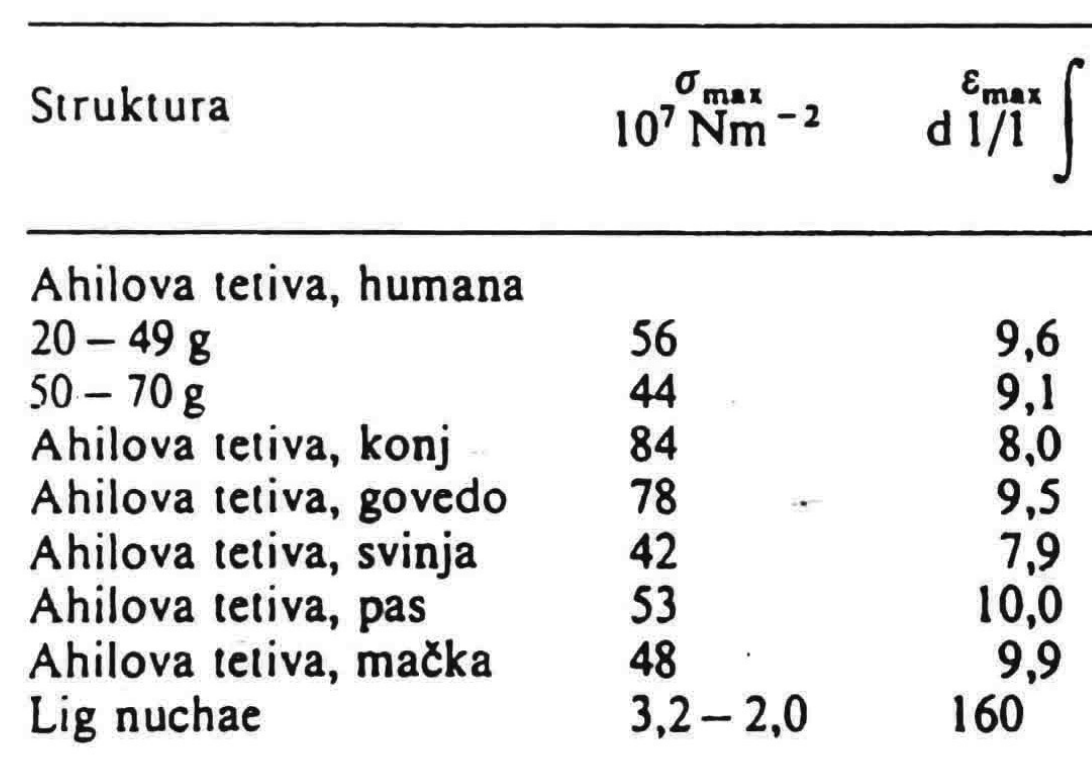 Struktura σmax εmax
10⁷ Nm⁻² d l/l ∫
Ahilova tetiva, humana
20 – 49 g 56 9,6
50 – 70 g 44 9,1
Ahilova tetiva, konj 84 8,0
Ahilova tetiva, govedo 78 9,5
Ahilova tetiva, svinja 42 7,9
Ahilova tetiva, pas 53 10,0
Ahilova tetiva, mačka 48 9,9
Lig nuchae 3,2 – 2,0 160